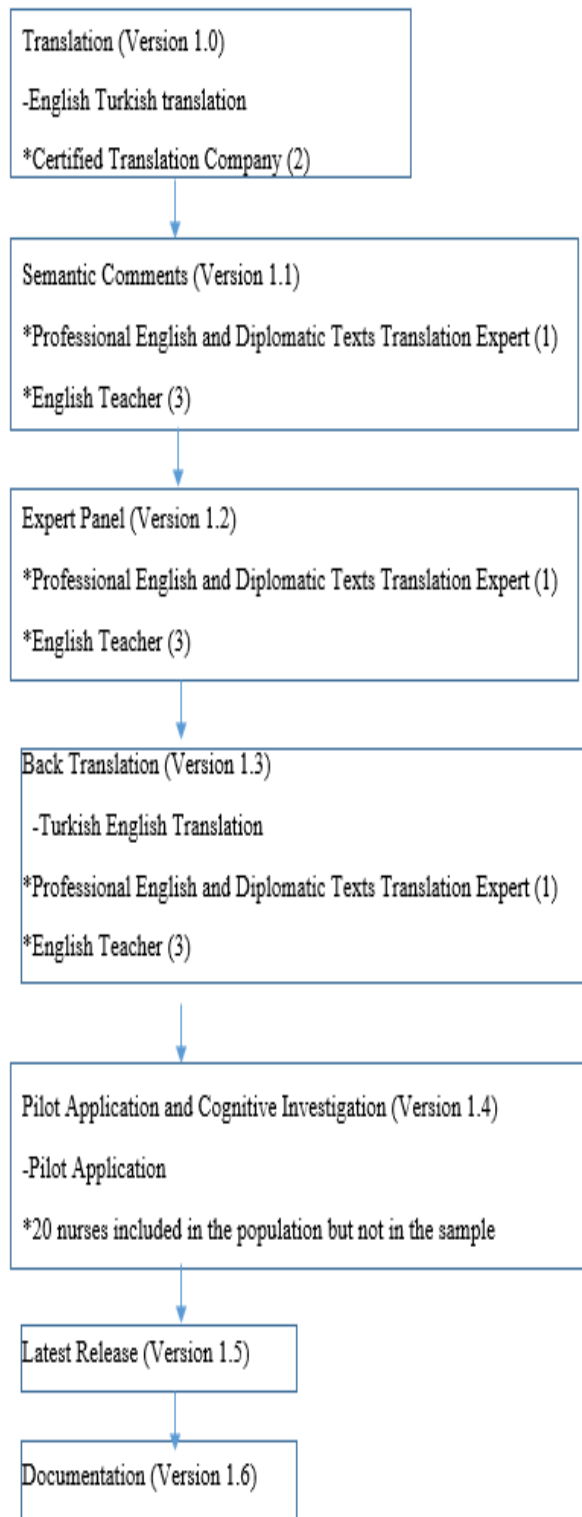 Translation (Version 1.0)
-English Turkish translation
*Certified Translation Company (2)
Semantic Comments (Version 1.1)
*Professional English and Diplomatic Texts Translation Expert (1)
*English Teacher (3)
Expert Panel (Version 1.2)
*Professional English and Diplomatic Texts Translation Expert (1)
*English Teacher (3)
Back Translation (Version 1.3)
-Turkish English Translation
*Professional English and Diplomatic Texts Translation Expert (1)
*English Teacher (3)
Pilot Application and Cognitive Investigation (Version 1.4)
-Pilot Application
*20 nurses included in the population but not in the sample
Latest Release (Version 1.5)
Documentation (Version 1.6)